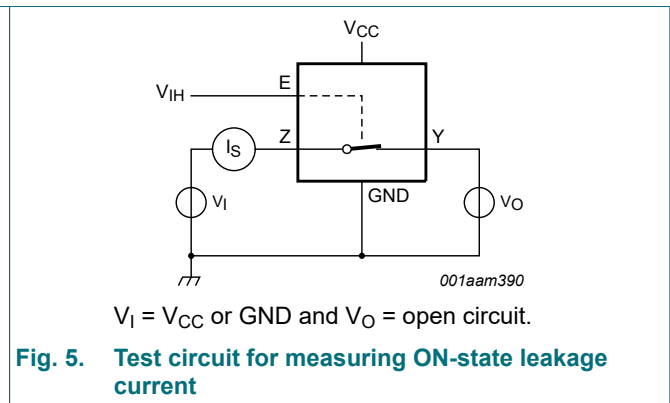 VCC
VIH
E
IS
Z
Y
VI
GND
VO
001aam390
VI = VCC or GND and VO = open circuit.
Fig. 5. Test circuit for measuring ON-state leakage
current